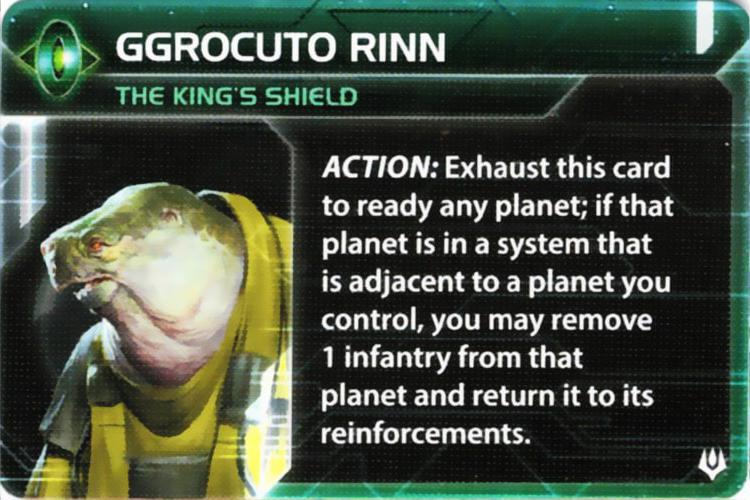 GGROCUTO RINN
THE KING'S SHIELD
ACTION: Exhaust this card
to ready any planet; if that
planet is in a system that
is adjacent to a planet you
control, you may remove
1 infantry from that
planet and return it to its
reinforcements.